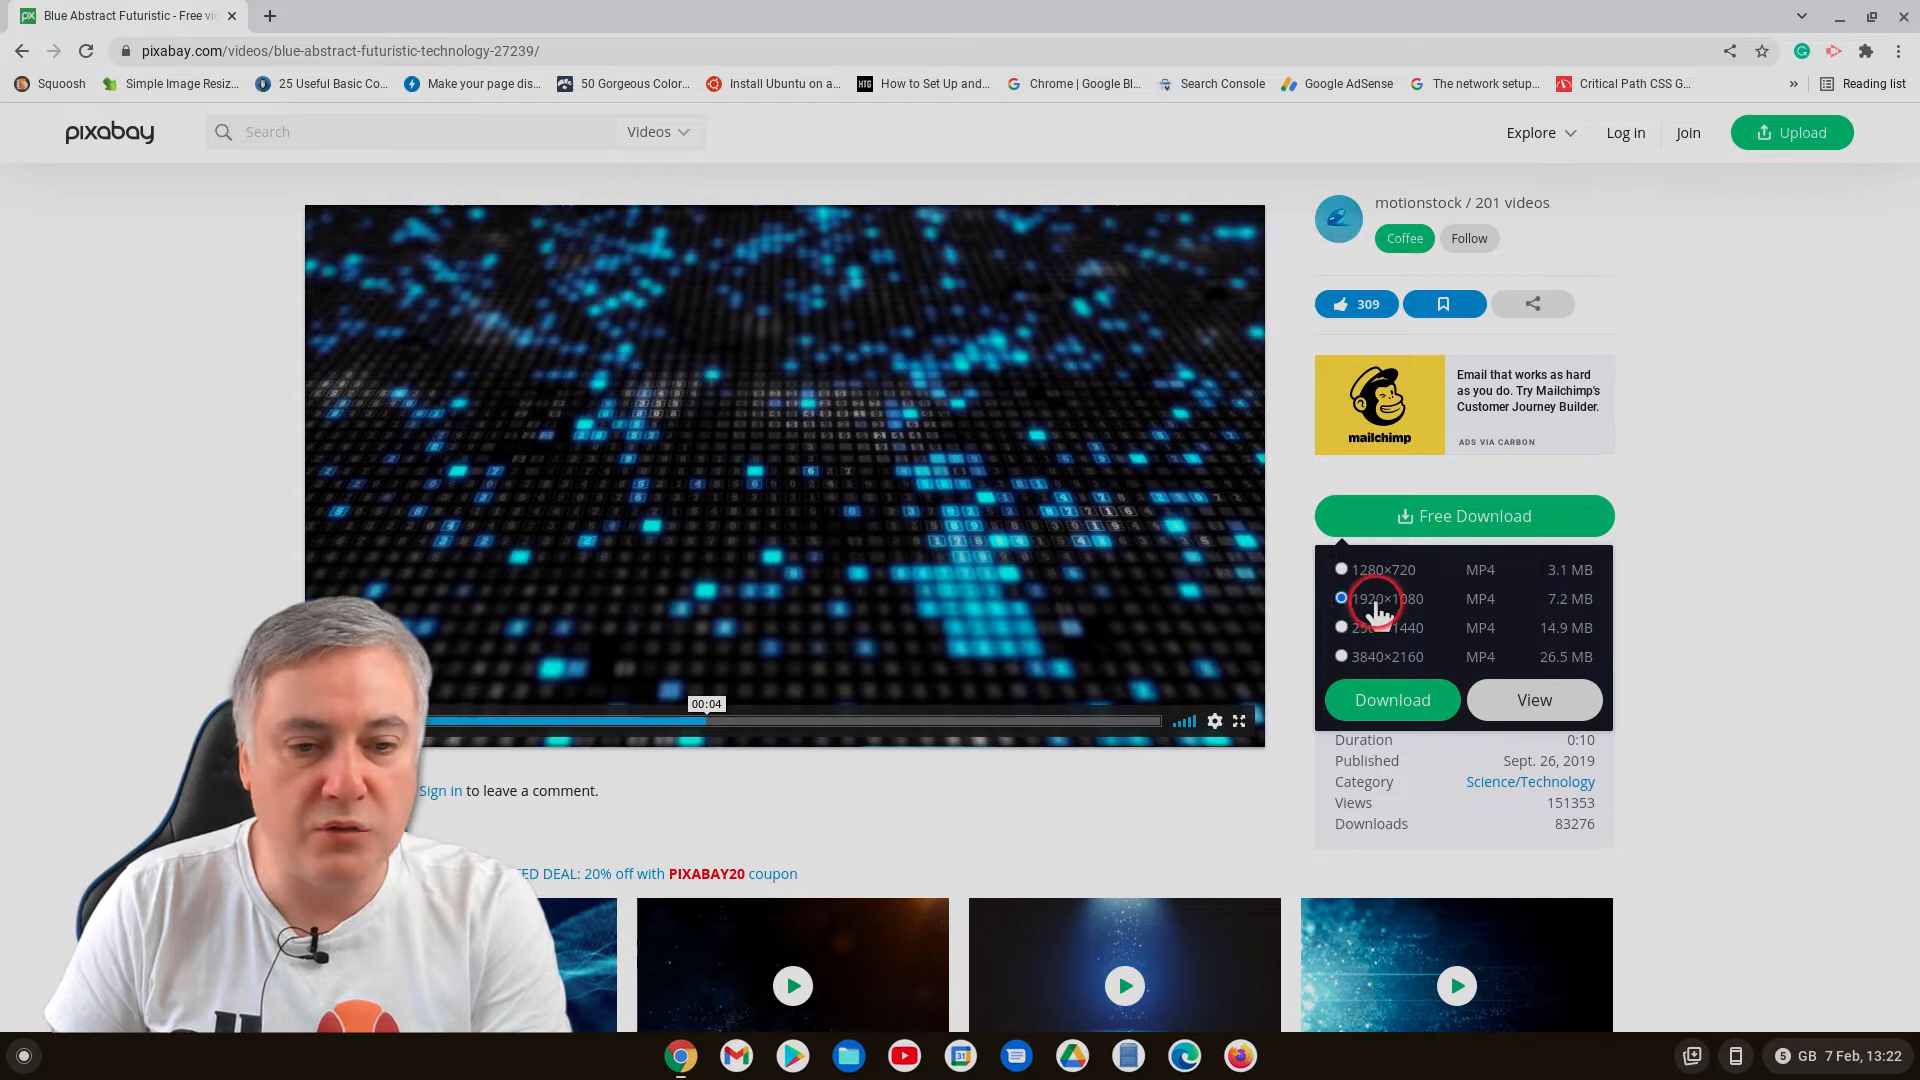 Blue Abstract Futuristic - Free vi
pixabay.com/videos/blue-abstract-futuristic-technology-27239/
Squoosh
Simple Image Resiz...
25 Useful Basic Co...
Make your page dis...
50 Gorgeous Color...
Install Ubuntu on a...
HTG
How to Set Up and...
Chrome | Google Bl...
Search Console
Google AdSense
The network setup...
Critical Path CSS G...
»
Reading list
pixabay
Search
Videos
Explore
Log in
Join
Upload
motionstock / 201 videos
Coffee
Follow
309
mailchimp
Email that works as hard
as you do. Try Mailchimp's
Customer Journey Builder.
ADS VIA CARBON
Free Download
1280×720 MP4 3.1 MB
1920×1080 MP4 7.2 MB
1440 MP4 14.9 MB
3840×2160 MP4 26.5 MB
Download
View
Duration 0:10
Published Sept. 26, 2019
Category Science/Technology
Views 151353
Downloads 83276
00:04
Sign in to leave a comment.
DEAL: 20% off with PIXABAY20 coupon
31
5
GB
7 Feb, 13:22